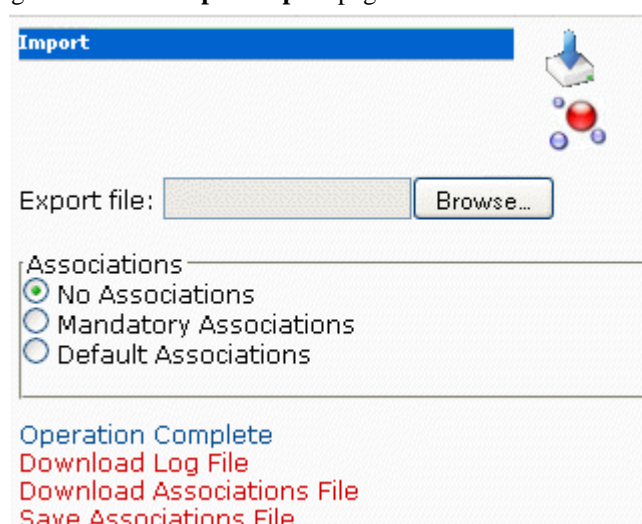 Import
Export file:
Browse...
Associations
No Associations
Mandatory Associations
Default Associations
Operation Complete
Download Log File
Download Associations File
Save Associations File